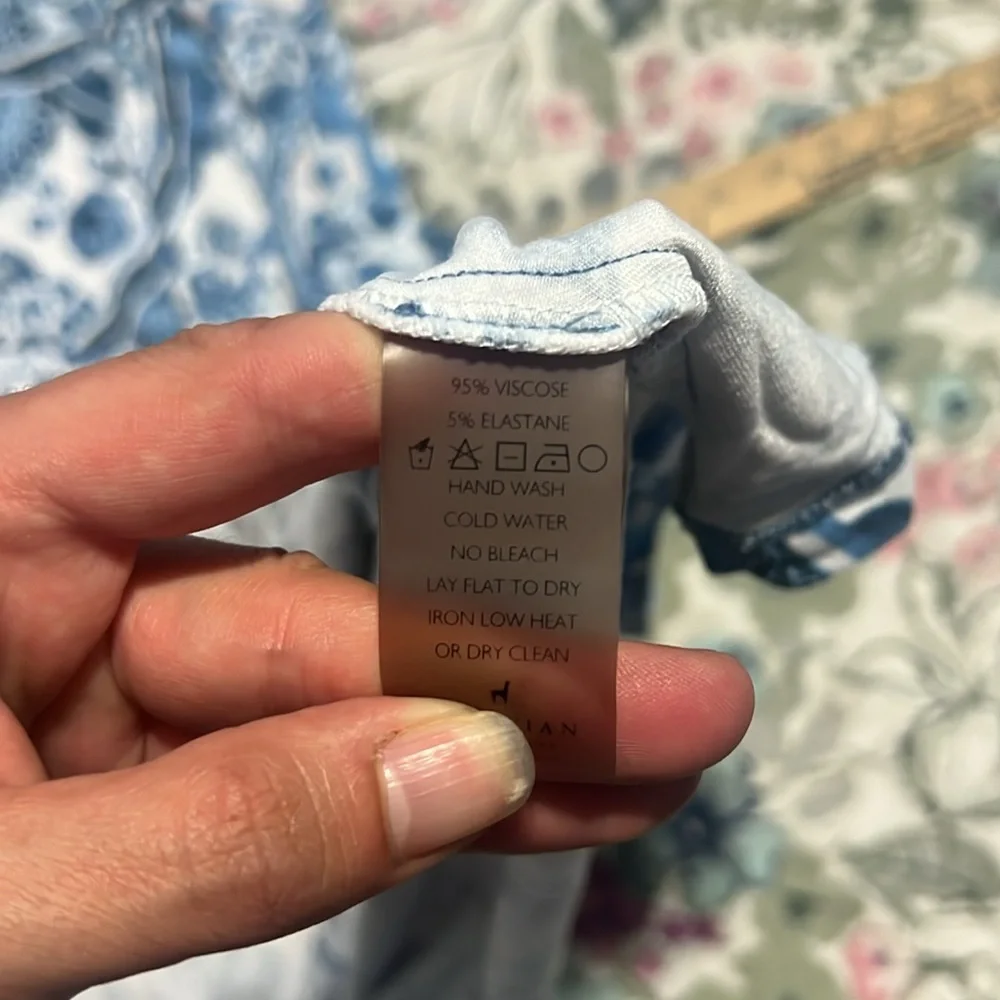 95% VISCOSE
5% ELASTANE
HAND WASH
COLD WATER
NO BLEACH
LAY FLAT TO DRY
IRON LOW HEAT
OR DRY CLEAN